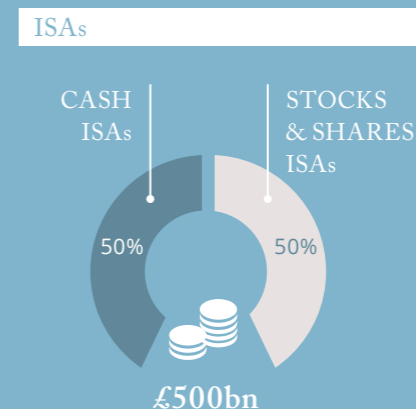 ISAs
CASH
ISAs
STOCKS
& SHARES
ISAs
50%
50%
£500bn